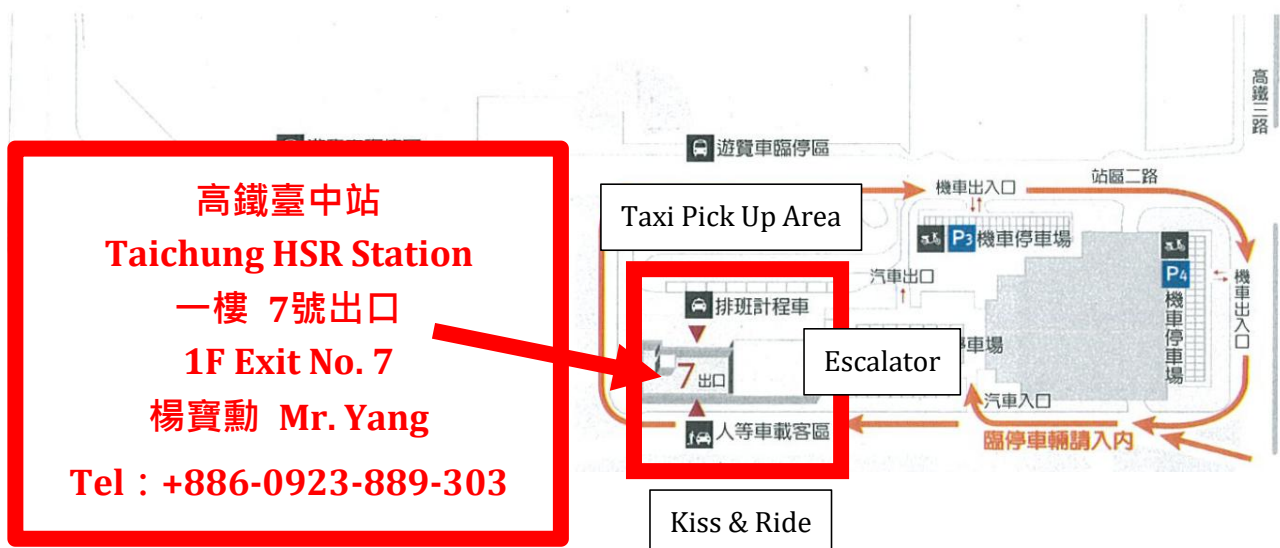 高鐵臺中站
Taichung HSR Station
一樓 7號出口
1F Exit No. 7
楊寶勳 Mr. Yang
Tel：+886-0923-889-303
遊覽車臨停區
Taxi Pick Up Area
機車出入口
站區二路
高鐵三路
P3 機車停車場
汽車出口
P4 機車停車場
機車出入口
排班計程車
7 出口
Escalator
車場
汽車入口
人等車載客區
臨停車輛請入內
Kiss & Ride